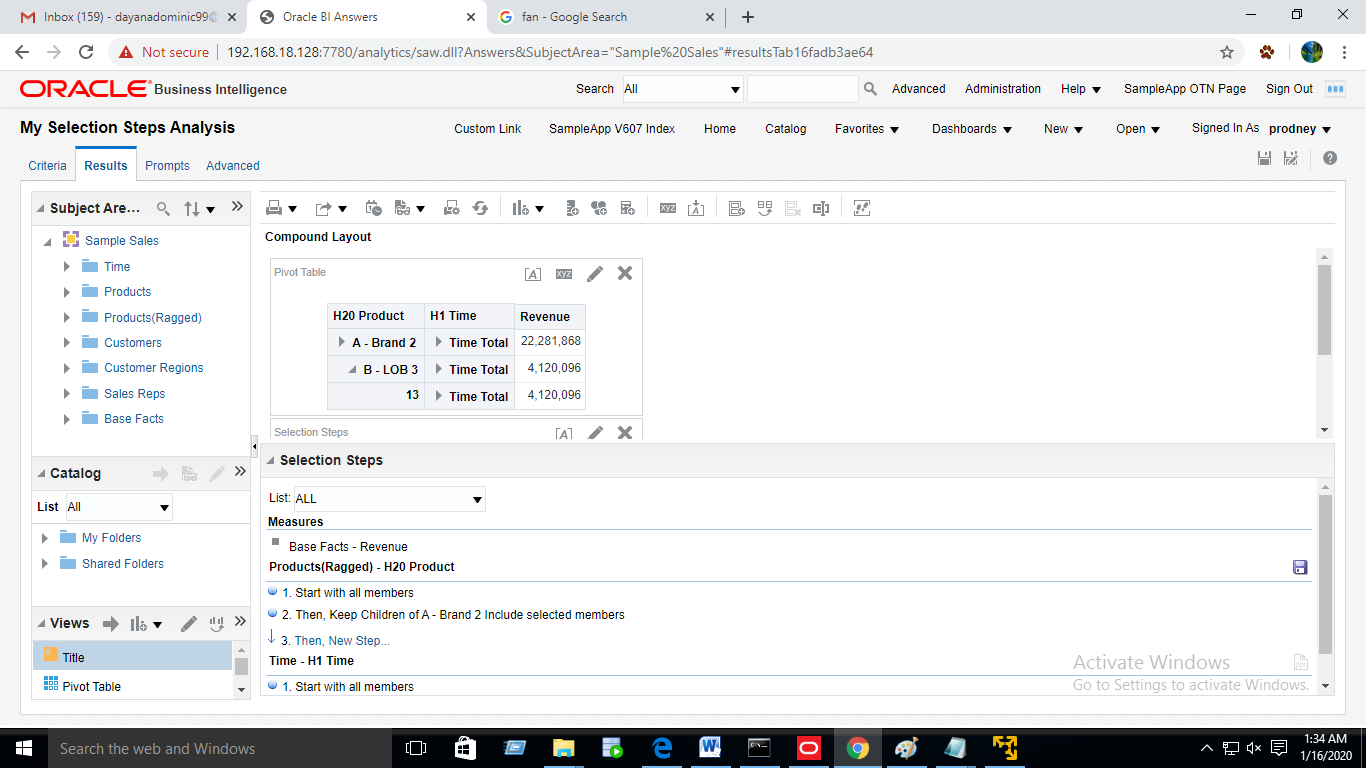 Inbox (159) - dayanadominic99@
Oracle BI Answers
fan - Google Search
Not secure 192.168.18.128:7780/analytics/saw.dll?Answers&SubjectArea="Sample%20Sales"#resultsTab16fadb3ae64
ORACLE Business Intelligence
Search All Advanced Administration Help SampleApp OTN Page Sign Out
My Selection Steps Analysis
Custom Link SampleApp V607 Index Home Catalog Favorites Dashboards New Open Signed In As prodney
Criteria Results Prompts Advanced
Subject Are...
Sample Sales
Time
Products
Products(Ragged)
Customers
Customer Regions
Sales Reps
Base Facts
Catalog
List All
My Folders
Shared Folders
Views
Title
Pivot Table
Compound Layout
Pivot Table
H20 Product H1 Time Revenue
A - Brand 2 Time Total 22,281,868
B - LOB 3 Time Total 4,120,096
13 Time Total 4,120,096
Selection Steps
Selection Steps
List: ALL
Measures
Base Facts - Revenue
Products(Ragged) - H20 Product
1. Start with all members
2. Then, Keep Children of A - Brand 2 Include selected members
3. Then, New Step...
Time - H1 Time
1. Start with all members
Activate Windows
Go to Settings to activate Windows.
Search the web and Windows
1:34 AM
1/16/2020